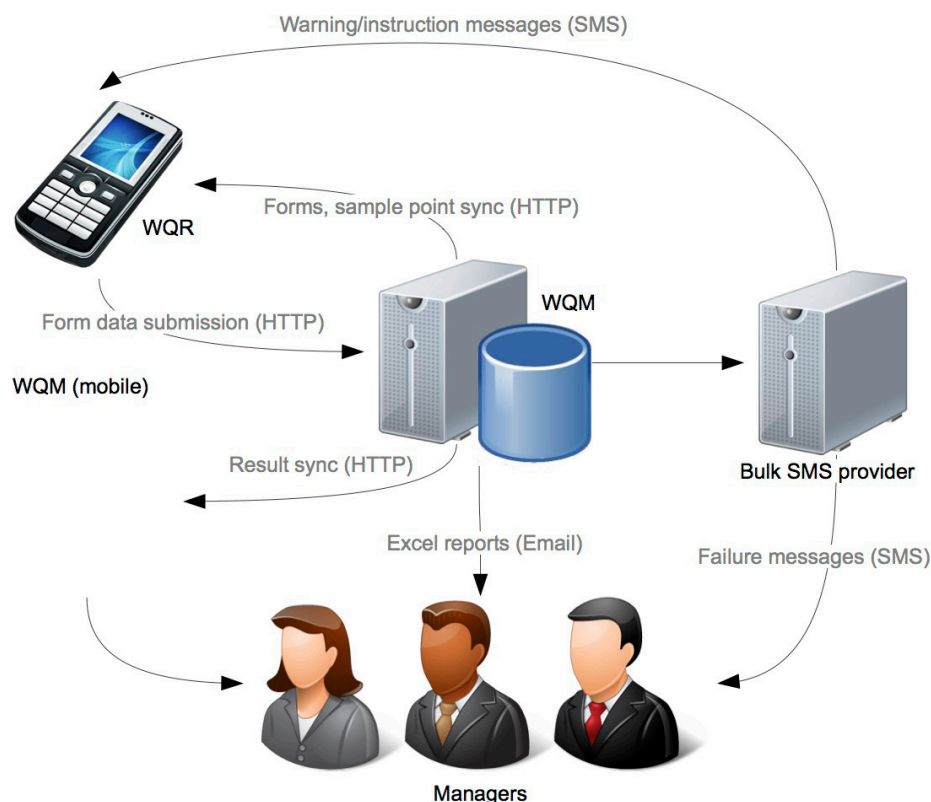 Warning/instruction messages (SMS)
Forms, sample point sync (HTTP)
WQR
WQM
Form data submission (HTTP)
WQM (mobile)
Result sync (HTTP)
Bulk SMS provider
Excel reports (Email)
Failure messages (SMS)
Managers